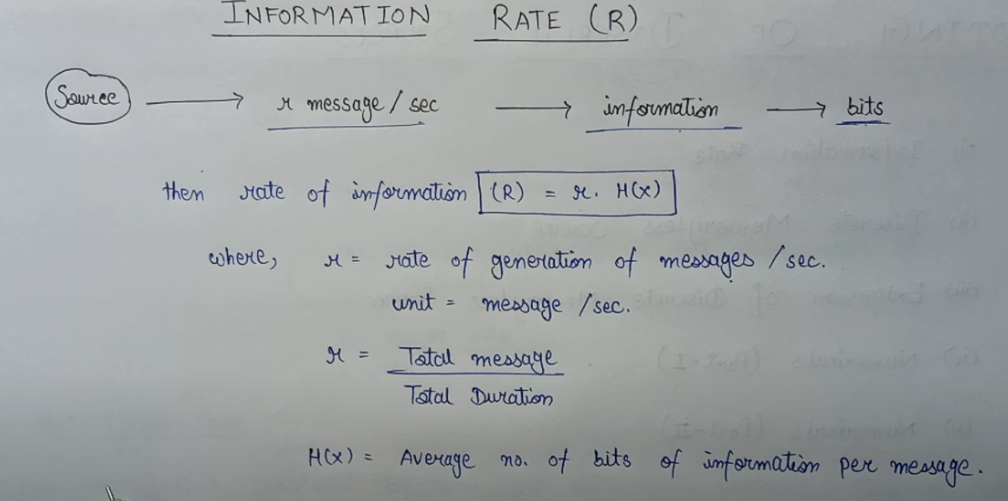 INFORMATION RATE (R)
Source → r message / sec → information → bits
then rate of information (R) = r. H(x)
where, r = rate of generation of messages /sec.
unit = message /sec.
r = Total message
Total Duration
H(x) = Average no. of bits of information per message.